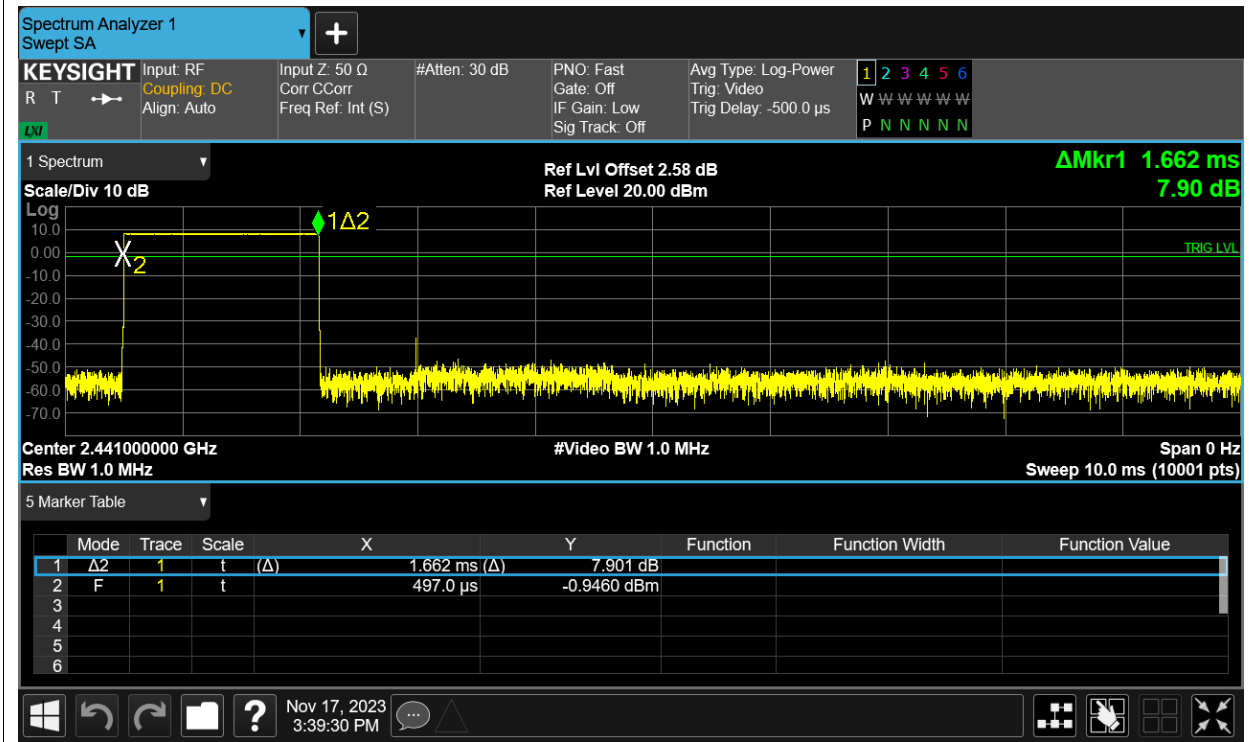 Spectrum Analyzer 1
Swept SA
KEYSIGHT
R T
LXI
Input: RF
Coupling: DC
Align: Auto
Input Z: 50 Ω
Corr CCorr
Freq Ref: Int (S)
#Atten: 30 dB
PNO: Fast
Gate: Off
IF Gain: Low
Sig Track: Off
Avg Type: Log-Power
Trig: Video
Trig Delay: -500.0 µs
1 2 3 4 5 6
W W W W W W
P N N N N N
1 Spectrum
Scale/Div 10 dB
Ref Lvl Offset 2.58 dB
Ref Level 20.00 dBm
ΔMkr1 1.662 ms
7.90 dB
Log
10.0
0.00
-10.0
-20.0
-30.0
-40.0
-50.0
-60.0
-70.0
1Δ2
2
TRIG LVL
Center 2.441000000 GHz
#Video BW 1.0 MHz
Span 0 Hz
Res BW 1.0 MHz
Sweep 10.0 ms (10001 pts)
5 Marker Table
Mode Trace Scale X Y Function Function Width Function Value
1 Δ2 1 t (Δ) 1.662 ms (Δ) 7.901 dB
2 F 1 t 497.0 µs -0.9460 dBm
3
4
5
6
?
Nov 17, 2023
3:39:30 PM